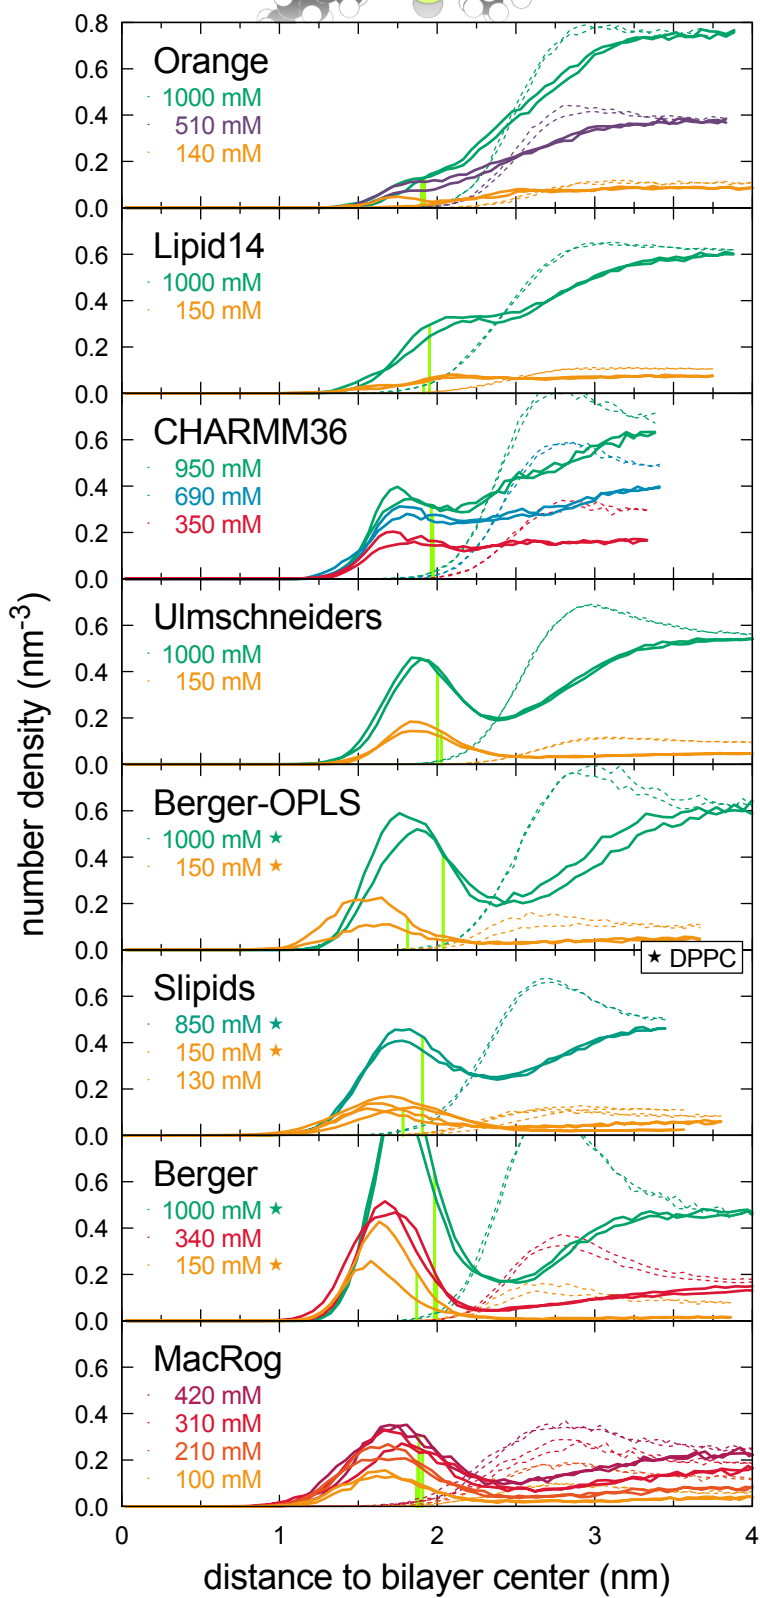 number density (nm-3)
0.8
0.6
0.4
0.2
0.0
Orange
1000 mM
510 mM
140 mM
0.6
0.4
0.2
0.0
Lipid14
1000 mM
150 mM
0.6
0.4
0.2
0.0
CHARMM36
950 mM
690 mM
350 mM
0.6
0.4
0.2
0.0
Ulmschneiders
1000 mM
150 mM
0.6
0.4
0.2
0.0
Berger-OPLS
1000 mM ★
150 mM ★
★ DPPC
0.6
0.4
0.2
0.0
Slipids
850 mM ★
150 mM ★
130 mM
0.6
0.4
0.2
0.0
Berger
1000 mM ★
340 mM
150 mM ★
0.6
0.4
0.2
0.0
MacRog
420 mM
310 mM
210 mM
100 mM
0 1 2 3 4
distance to bilayer center (nm)